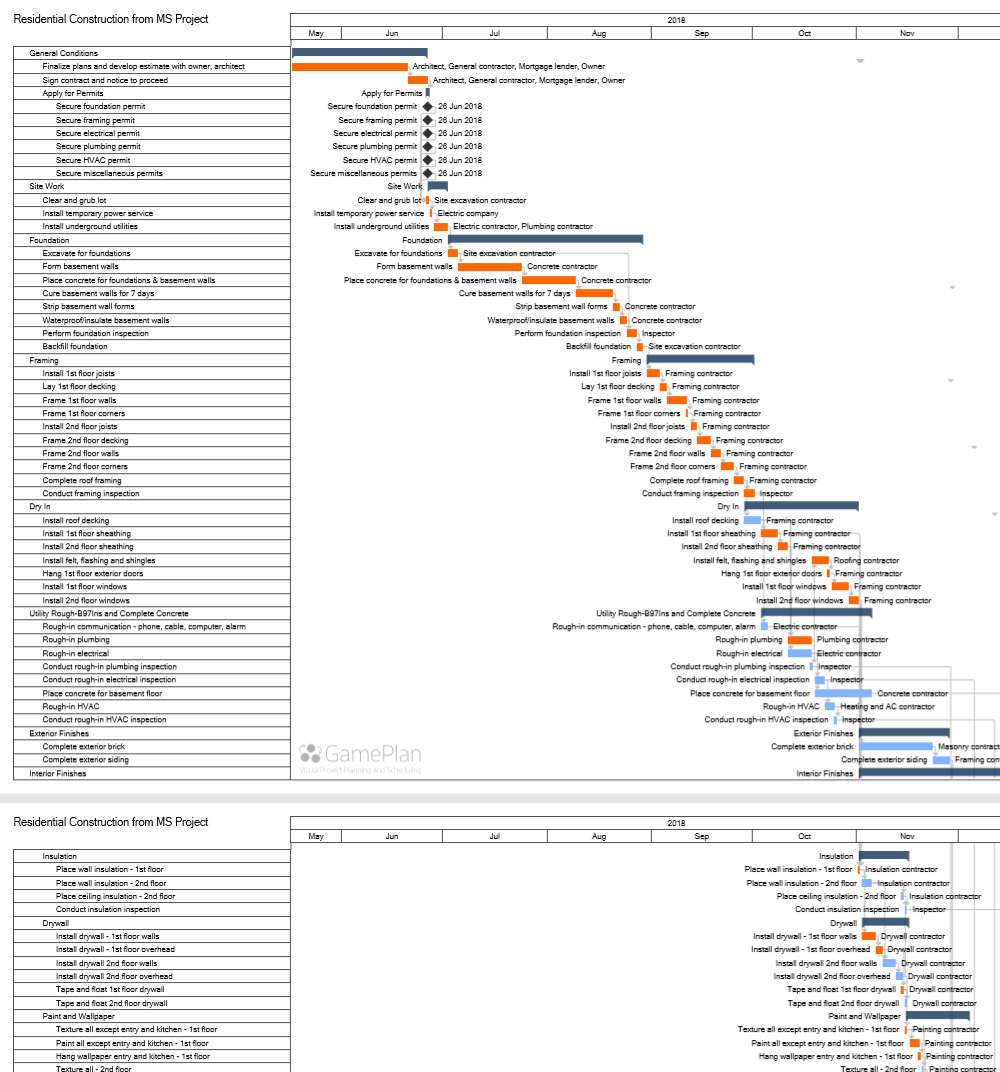 Residential Construction from MS Project
2018
May Jun Jul Aug Sep Oct Nov
General Conditions
Finalize plans and develop estimate with owner, architect Architect, General contractor, Mortgage lender, Owner
Sign contract and notice to proceed Architect, General contractor, Mortgage lender, Owner
Apply for Permits Apply for Permits
Secure foundation permit Secure foundation permit 26 Jun 2018
Secure framing permit Secure framing permit 26 Jun 2018
Secure electrical permit Secure electrical permit 26 Jun 2018
Secure plumbing permit Secure plumbing permit 26 Jun 2018
Secure HVAC permit Secure HVAC permit 26 Jun 2018
Secure miscellaneous permits Secure miscellaneous permits 26 Jun 2018
Site Work Site Work
Clear and grub lot Clear and grub lot Site excavation contractor
Install temporary power service Install temporary power service Electric company
Install underground utilities Install underground utilities Electric contractor, Plumbing contractor
Foundation Foundation
Excavate for foundations Excavate for foundations Site excavation contractor
Form basement walls Form basement walls Concrete contractor
Place concrete for foundations & basement walls Place concrete for foundations & basement walls Concrete contractor
Cure basement walls for 7 days Cure basement walls for 7 days
Strip basement wall forms Strip basement wall forms Concrete contractor
Waterproof/insulate basement walls Waterproof/insulate basement walls Concrete contractor
Perform foundation inspection Perform foundation inspection Inspector
Backfill foundation Backfill foundation Site excavation contractor
Framing Framing
Install 1st floor joists Install 1st floor joists Framing contractor
Lay 1st floor decking Lay 1st floor decking Framing contractor
Frame 1st floor walls Frame 1st floor walls Framing contractor
Frame 1st floor corners Frame 1st floor corners Framing contractor
Install 2nd floor joists Install 2nd floor joists Framing contractor
Frame 2nd floor decking Frame 2nd floor decking Framing contractor
Frame 2nd floor walls Frame 2nd floor walls Framing contractor
Frame 2nd floor corners Frame 2nd floor corners Framing contractor
Complete roof framing Complete roof framing Framing contractor
Conduct framing inspection Conduct framing inspection Inspector
Dry In Dry In
Install roof decking Install roof decking Framing contractor
Install 1st floor sheathing Install 1st floor sheathing Framing contractor
Install 2nd floor sheathing Install 2nd floor sheathing Framing contractor
Install felt, flashing and shingles Install felt, flashing and shingles Roofing contractor
Hang 1st floor exterior doors Hang 1st floor exterior doors Framing contractor
Install 1st floor windows Install 1st floor windows Framing contractor
Install 2nd floor windows Install 2nd floor windows Framing contractor
Utility Rough-B97Ins and Complete Concrete Utility Rough-B97Ins and Complete Concrete
Rough-in communication - phone, cable, computer, alarm Rough-in communication - phone, cable, computer, alarm Electric contractor
Rough-in plumbing Rough-in plumbing Plumbing contractor
Rough-in electrical Rough-in electrical Electric contractor
Conduct rough-in plumbing inspection Conduct rough-in plumbing inspection Inspector
Conduct rough-in electrical inspection Conduct rough-in electrical inspection Inspector
Place concrete for basement floor Place concrete for basement floor Concrete contractor
Rough-in HVAC Rough-in HVAC Heating and AC contractor
Conduct rough-in HVAC inspection Conduct rough-in HVAC inspection Inspector
Exterior Finishes Exterior Finishes
Complete exterior brick Complete exterior brick Masonry contract
Complete exterior siding Complete exterior siding Framing con
Interior Finishes Interior Finishes
GamePlan
Visual Project Planning and Scheduling
Residential Construction from MS Project
2018
May Jun Jul Aug Sep Oct Nov
Insulation Insulation
Place wall insulation - 1st floor Place wall insulation - 1st floor Insulation contractor
Place wall insulation - 2nd floor Place wall insulation - 2nd floor Insulation contractor
Place ceiling insulation - 2nd floor Place ceiling insulation - 2nd floor Insulation contractor
Conduct insulation inspection Conduct insulation inspection Inspector
Drywall Drywall
Install drywall - 1st floor walls Install drywall - 1st floor walls Drywall contractor
Install drywall - 1st floor overhead Install drywall - 1st floor overhead Drywall contractor
Install drywall 2nd floor walls Install drywall 2nd floor walls Drywall contractor
Install drywall 2nd floor overhead Install drywall 2nd floor overhead Drywall contractor
Tape and float 1st floor drywall Tape and float 1st floor drywall Drywall contractor
Tape and float 2nd floor drywall Tape and float 2nd floor drywall Drywall contractor
Paint and Wallpaper Paint and Wallpaper
Texture all except entry and kitchen - 1st floor Texture all except entry and kitchen - 1st floor Painting contractor
Paint all except entry and kitchen - 1st floor Paint all except entry and kitchen - 1st floor Painting contractor
Hang wallpaper entry and kitchen - 1st floor Hang wallpaper entry and kitchen - 1st floor Painting contractor
Texture all - 2nd floor Texture all - 2nd floor Painting contractor